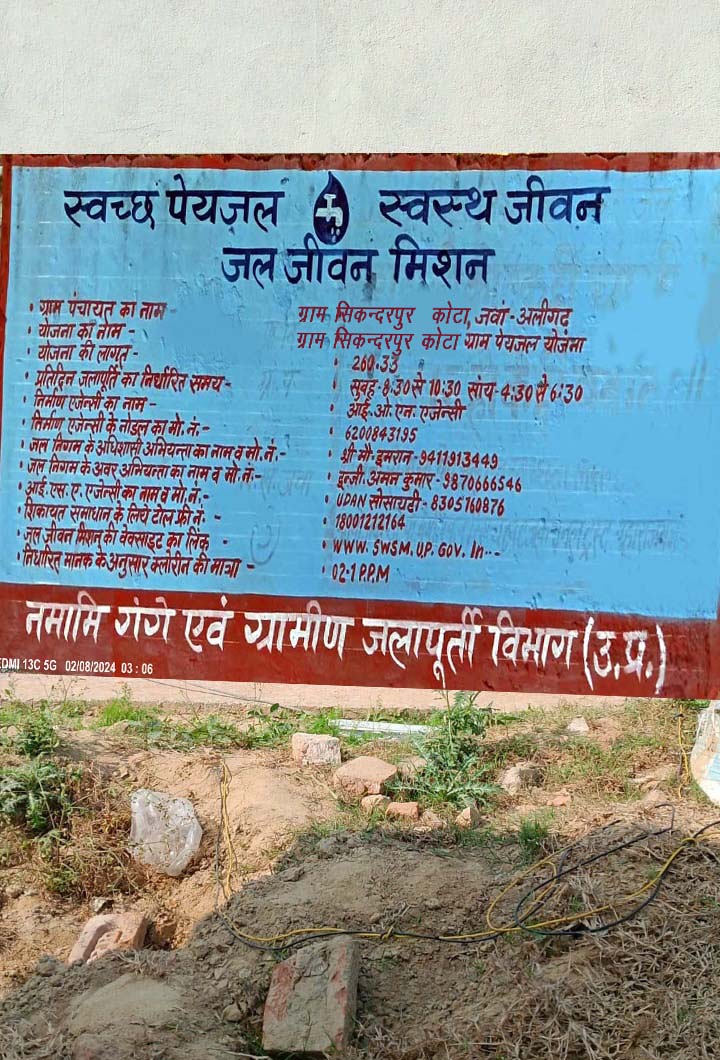 स्वच्छ पेयजल स्वस्थ जीवन
जल जीवन मिशन
• ग्राम पंचायत का नाम - ग्राम सिकन्दरपुर कोटा, जवां-अलीगढ
• योजना का नाम - ग्राम सिकन्दरपुर कोटा ग्राम पेयजल योजना
• योजना की लागत - • 260.33
• प्रतिदिन जलापूर्ति का निर्धारित समय - • सुबह-8:30 से 10:30 सांय-4:30 से 6:30
• निर्माण एजेन्सी का नाम - • आई.ओ.एन. एजेन्सी
• निर्माण एजेन्सी के नोडल का मो. नं.- • 6200843195
• जल निगम के अधिशासी अभियन्ता का नाम व मो. नं.- • श्री मौ. इमरान-9411913449
• जल निगम के अवर अभियन्ता का नाम व मो. नं.- • इन्जी. अमन कुमार-9870666546
• आई.एस.ए. एजेन्सी का नाम व मो. नं.- • UDAN सोसायटी-8305160876
• शिकायत समाधान के लिये टोल फ्री नं.- • 18001212164
• जल जीवन मिशन की वेबसाइट का लिंक - • WWW. SWSM.U.P. GOV. In--
• निर्धारित मानक के अनुसार क्लोरीन की मात्रा - • 02-1 P.P.M
नमामि गंगे एवं ग्रामीण जलापूर्ती विभाग (उ.प्र.)
EDMI 13C 5G 02/08/2024 03 : 06